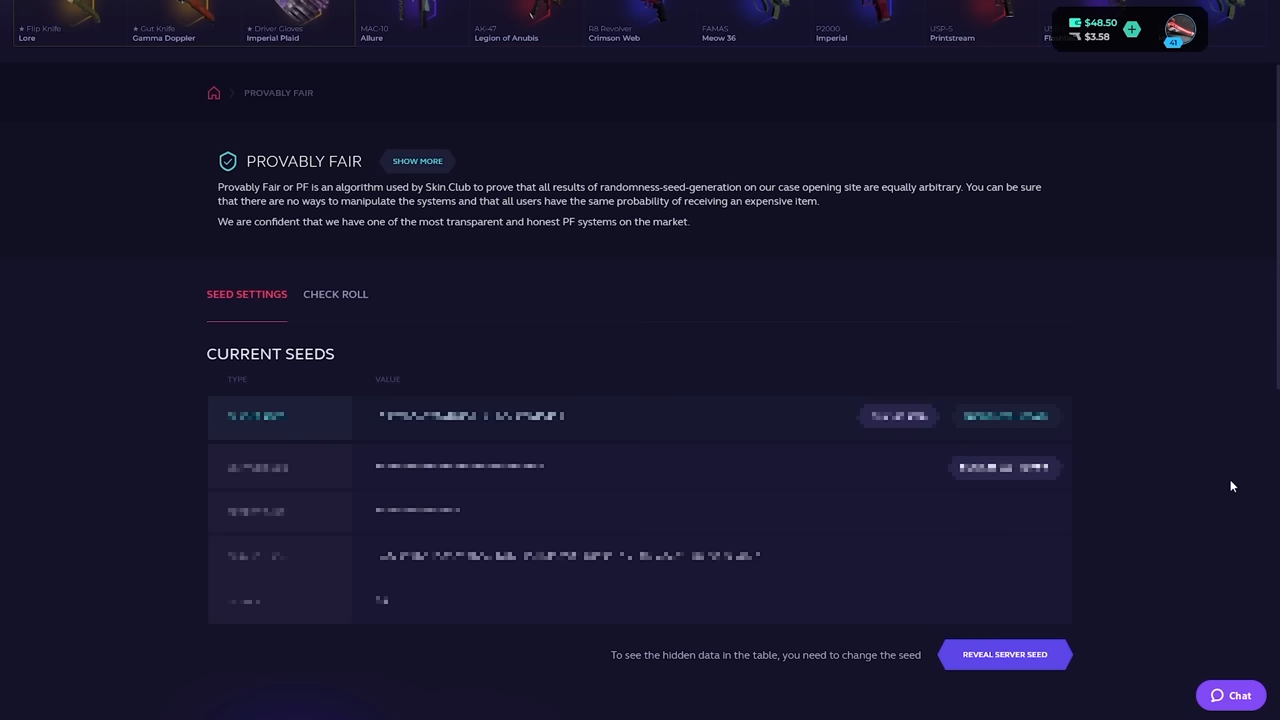 ★ Flip Knife
Lore
★ Gut Knife
Gamma Doppler
★ Driver Gloves
Imperial Plaid
MAC-10
Allure
AK-47
Legion of Anubis
R8 Revolver
Crimson Web
FAMAS
Meow 36
P2000
Imperial
USP-S
Printstream
$48.50
$3.58
41
PROVABLY FAIR
PROVABLY FAIR
SHOW MORE
Provably Fair or PF is an algorithm used by Skin.Club to prove that all results of randomness-seed-generation on our case opening site are equally arbitrary. You can be sure
that there are no ways to manipulate the systems and that all users have the same probability of receiving an expensive item.
We are confident that we have one of the most transparent and honest PF systems on the market.
SEED SETTINGS
CHECK ROLL
CURRENT SEEDS
TYPE
VALUE
To see the hidden data in the table, you need to change the seed
REVEAL SERVER SEED
Chat